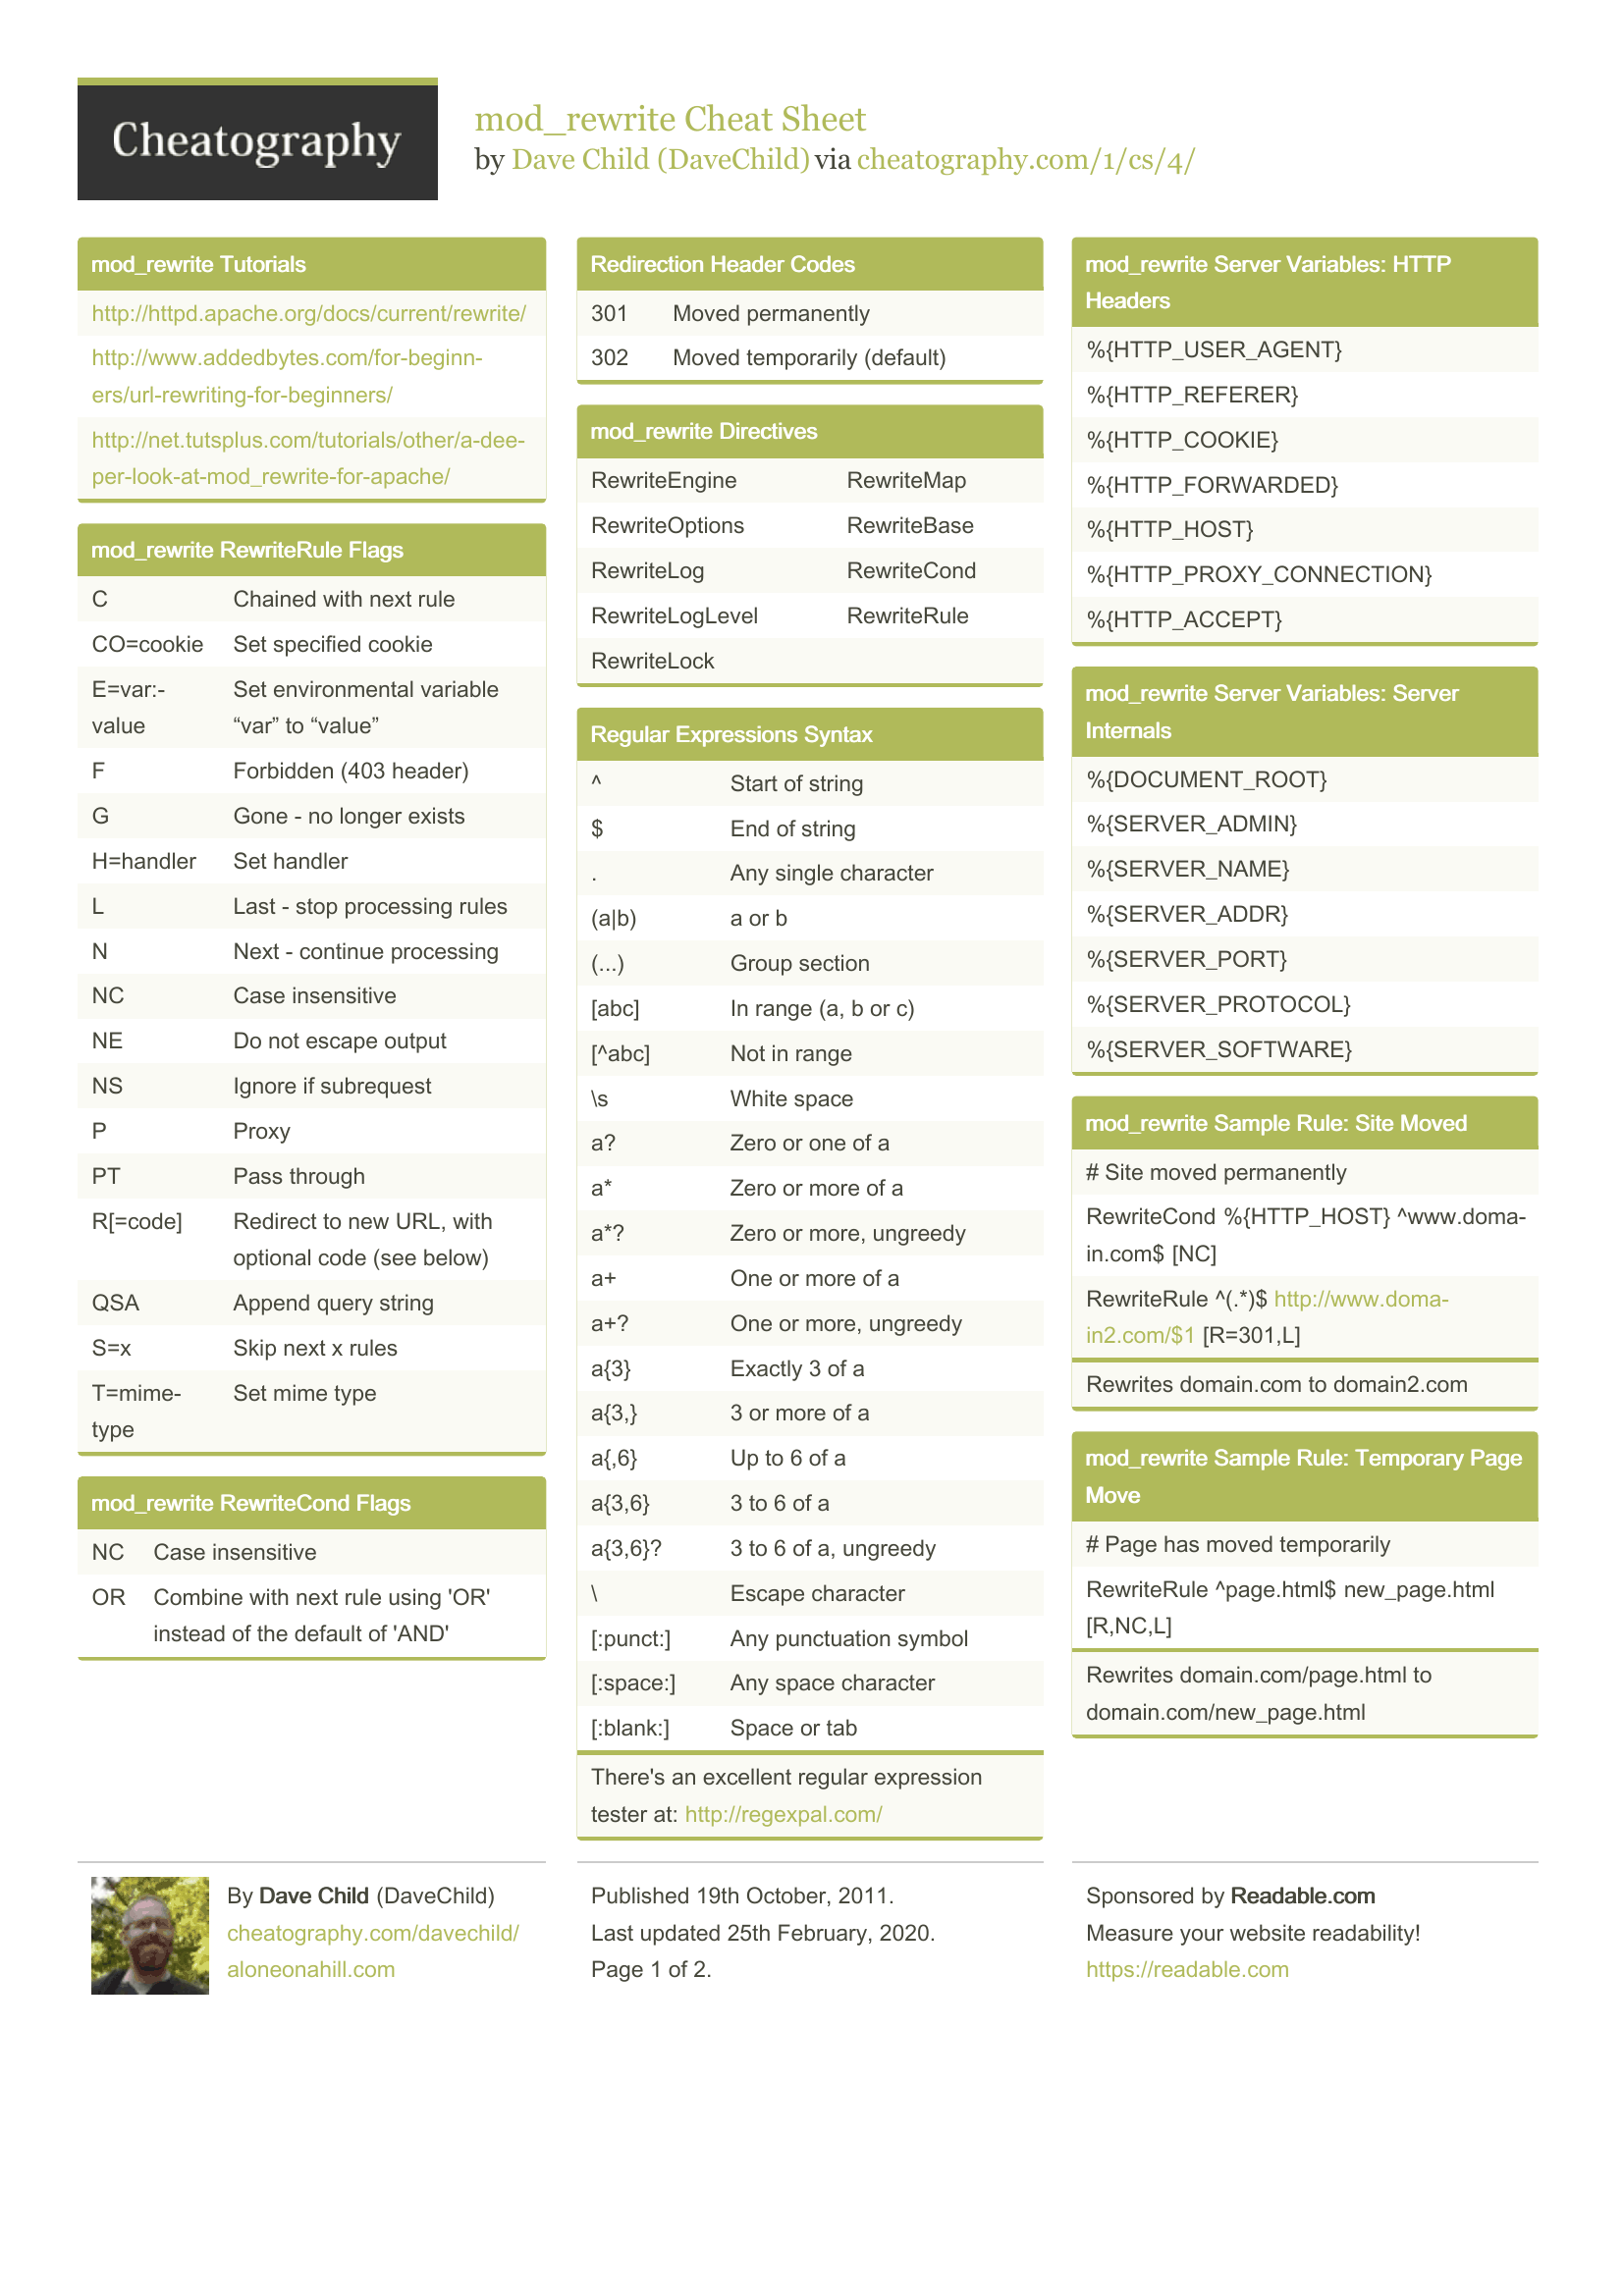 Cheatography
mod_rewrite Cheat Sheet
by Dave Child (DaveChild) via cheatography.com/1/cs/4/
mod_rewrite Tutorials
http://httpd.apache.org/docs/current/rewrite/
http://www.addedbytes.com/for-beginn-
ers/url-rewriting-for-beginners/
http://net.tutsplus.com/tutorials/other/a-dee-
per-look-at-mod_rewrite-for-apache/
mod_rewrite RewriteRule Flags
C Chained with next rule
CO=cookie Set specified cookie
E=var:- Set environmental variable
value “var” to “value”
F Forbidden (403 header)
G Gone - no longer exists
H=handler Set handler
L Last - stop processing rules
N Next - continue processing
NC Case insensitive
NE Do not escape output
NS Ignore if subrequest
P Proxy
PT Pass through
R[=code] Redirect to new URL, with
optional code (see below)
QSA Append query string
S=x Skip next x rules
T=mime- Set mime type
type
mod_rewrite RewriteCond Flags
NC Case insensitive
OR Combine with next rule using 'OR'
instead of the default of 'AND'
Redirection Header Codes
301 Moved permanently
302 Moved temporarily (default)
mod_rewrite Directives
RewriteEngine RewriteMap
RewriteOptions RewriteBase
RewriteLog RewriteCond
RewriteLogLevel RewriteRule
RewriteLock
Regular Expressions Syntax
^ Start of string
$ End of string
. Any single character
(a|b) a or b
(...) Group section
[abc] In range (a, b or c)
[^abc] Not in range
\s White space
a? Zero or one of a
a* Zero or more of a
a*? Zero or more, ungreedy
a+ One or more of a
a+? One or more, ungreedy
a{3} Exactly 3 of a
a{3,} 3 or more of a
a{,6} Up to 6 of a
a{3,6} 3 to 6 of a
a{3,6}? 3 to 6 of a, ungreedy
\ Escape character
[:punct:] Any punctuation symbol
[:space:] Any space character
[:blank:] Space or tab
There's an excellent regular expression
tester at: http://regexpal.com/
mod_rewrite Server Variables: HTTP
Headers
%{HTTP_USER_AGENT}
%{HTTP_REFERER}
%{HTTP_COOKIE}
%{HTTP_FORWARDED}
%{HTTP_HOST}
%{HTTP_PROXY_CONNECTION}
%{HTTP_ACCEPT}
mod_rewrite Server Variables: Server
Internals
%{DOCUMENT_ROOT}
%{SERVER_ADMIN}
%{SERVER_NAME}
%{SERVER_ADDR}
%{SERVER_PORT}
%{SERVER_PROTOCOL}
%{SERVER_SOFTWARE}
mod_rewrite Sample Rule: Site Moved
# Site moved permanently
RewriteCond %{HTTP_HOST} ^www.doma-
in.com$ [NC]
RewriteRule ^(.*)$ http://www.doma-
in2.com/$1 [R=301,L]
Rewrites domain.com to domain2.com
mod_rewrite Sample Rule: Temporary Page
Move
# Page has moved temporarily
RewriteRule ^page.html$ new_page.html
[R,NC,L]
Rewrites domain.com/page.html to
domain.com/new_page.html
By Dave Child (DaveChild)
cheatography.com/davechild/
aloneonahill.com
Published 19th October, 2011.
Last updated 25th February, 2020.
Page 1 of 2.
Sponsored by Readable.com
Measure your website readability!
https://readable.com